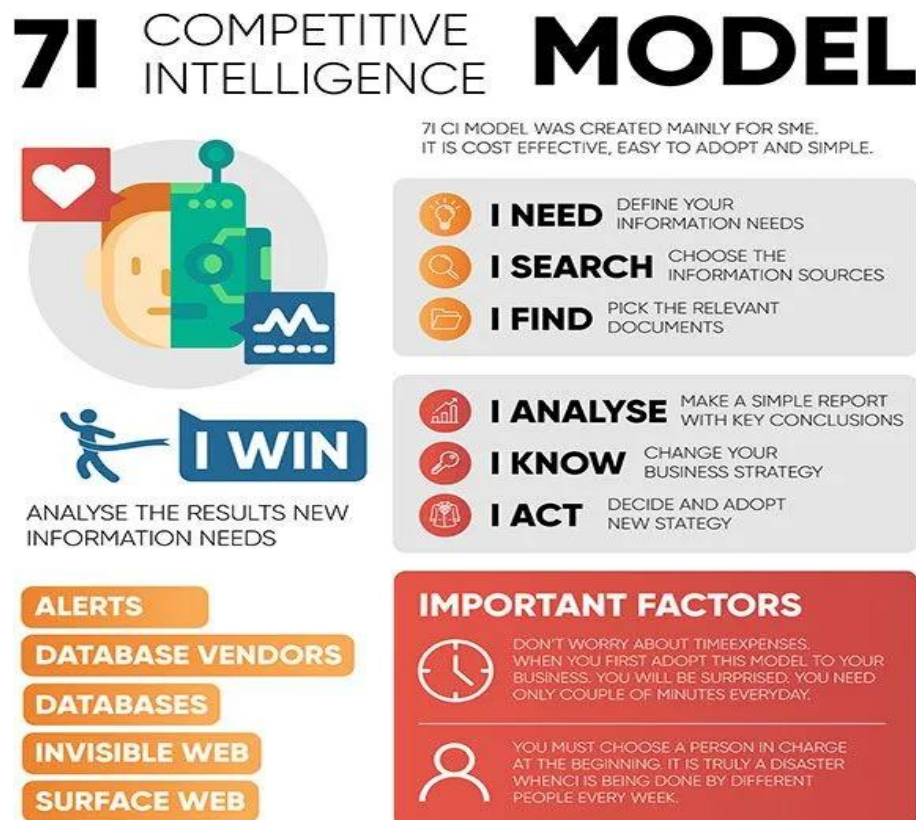 7I COMPETITIVE INTELLIGENCE MODEL
7I CI MODEL WAS CREATED MAINLY FOR SME.
IT IS COST EFFECTIVE, EASY TO ADOPT AND SIMPLE.
I NEED
DEFINE YOUR
INFORMATION NEEDS
I SEARCH
CHOOSE THE
INFORMATION SOURCES
I FIND
PICK THE RELEVANT
DOCUMENTS
I ANALYSE
MAKE A SIMPLE REPORT
WITH KEY CONCLUSIONS
I KNOW
CHANGE YOUR
BUSINESS STRATEGY
I ACT
DECIDE AND ADOPT
NEW STATEGY
I WIN
ANALYSE THE RESULTS NEW
INFORMATION NEEDS
ALERTS
DATABASE VENDORS
DATABASES
INVISIBLE WEB
SURFACE WEB
IMPORTANT FACTORS
DON'T WORRY ABOUT TIMEEXPENSES.
WHEN YOU FIRST ADOPT THIS MODEL TO YOUR
BUSINESS. YOU WILL BE SURPRISED. YOU NEED
ONLY COUPLE OF MINUTES EVERYDAY.
YOU MUST CHOOSE A PERSON IN CHARGE
AT THE BEGINNING. IT IS TRULY A DISASTER
WHENCI IS BEING DONE BY DIFFERENT
PEOPLE EVERY WEEK.